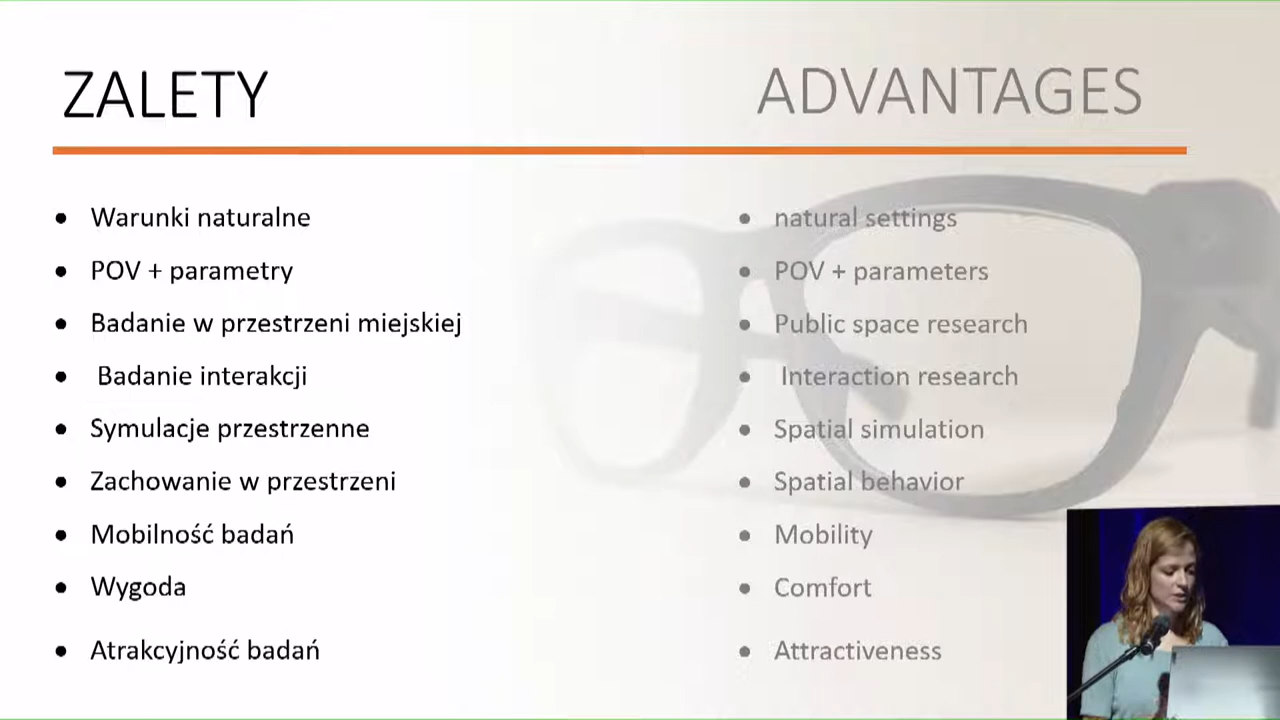 ZALETY
ADVANTAGES
• Warunki naturalne
• POV + parametry
• Badanie w przestrzeni miejskiej
• Badanie interakcji
• Symulacje przestrzenne
• Zachowanie w przestrzeni
• Mobilność badań
• Wygoda
• Atrakcyjność badań
• natural settings
• POV + parameters
• Public space research
• Interaction research
• Spatial simulation
• Spatial behavior
• Mobility
• Comfort
• Attractiveness